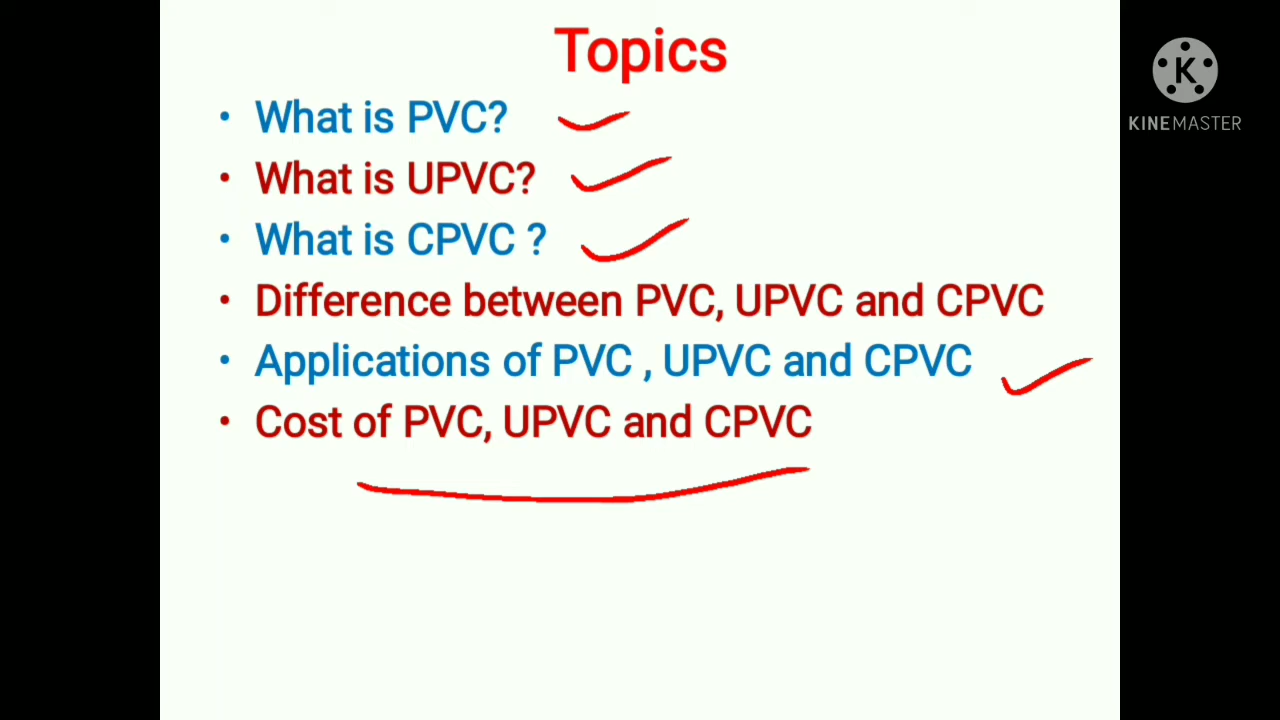 Topics
• What is PVC?
• What is UPVC?
• What is CPVC ?
• Difference between PVC, UPVC and CPVC
• Applications of PVC , UPVC and CPVC
• Cost of PVC, UPVC and CPVC
K
KINEMASTER